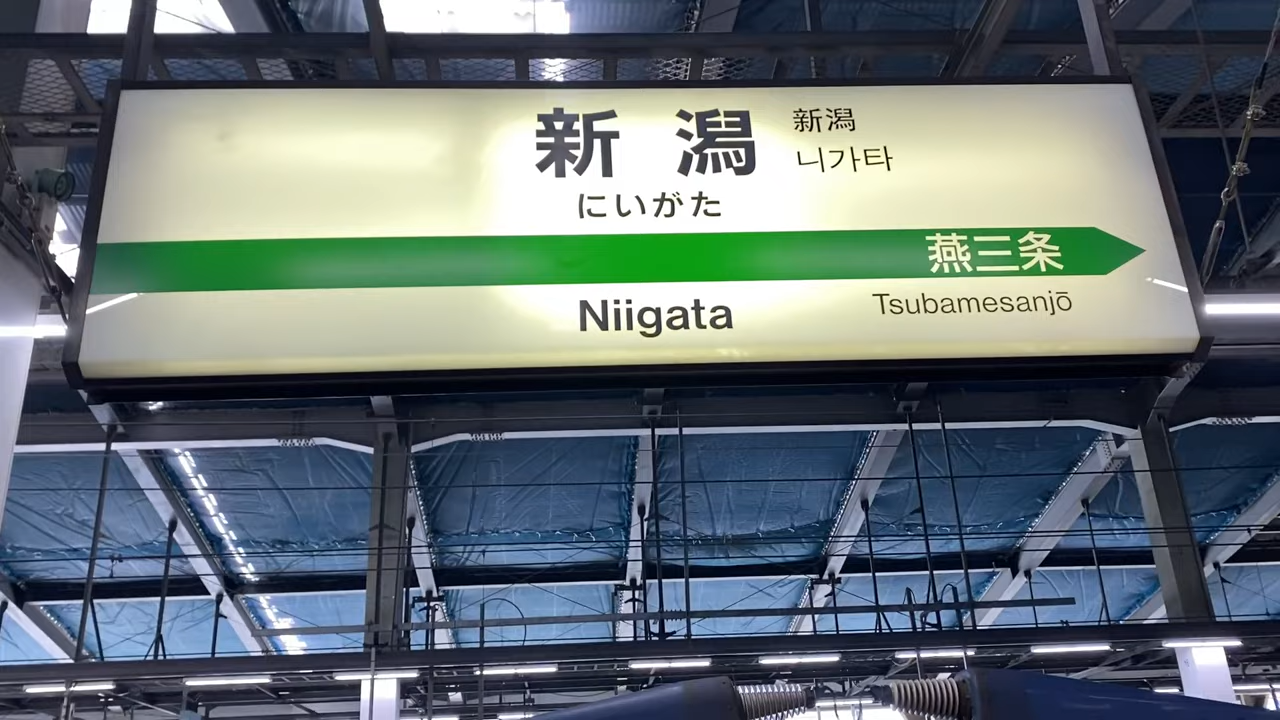 新潟
新潟
니가타
にいがた
燕三条
Niigata
Tsubamesanjō